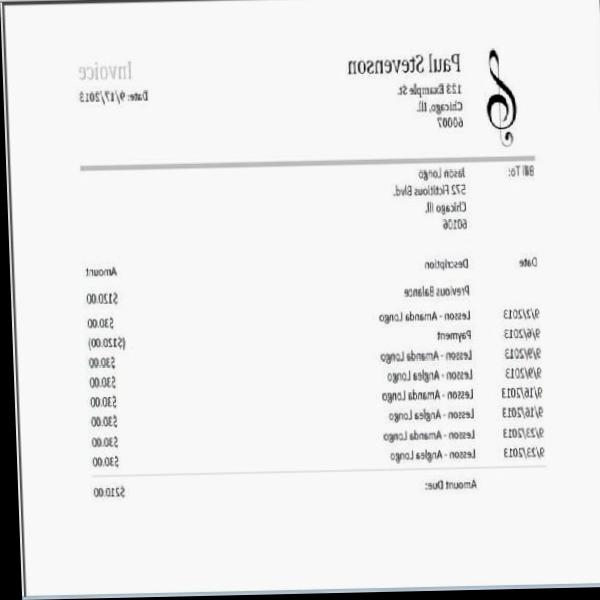 Paul Stevenson
Invoice
123 Example St.
Date: 9/17/2013
Chicago, Ill.
60007
Bill To: Jason Longo
572 Fictitious Blvd.
Chicago Ill.
60106
Date Description Amount
Previous Balance $120.00
9/2/2013 Lesson - Amanda Longo $30.00
9/6/2013 Payment ($120.00)
9/9/2013 Lesson - Amanda Longo $30.00
9/9/2013 Lesson - Anglea Longo $30.00
9/16/2013 Lesson - Amanda Longo $30.00
9/16/2013 Lesson - Anglea Longo $30.00
9/23/2013 Lesson - Amanda Longo $30.00
9/23/2013 Lesson - Anglea Longo $30.00
Amount Due: $210.00